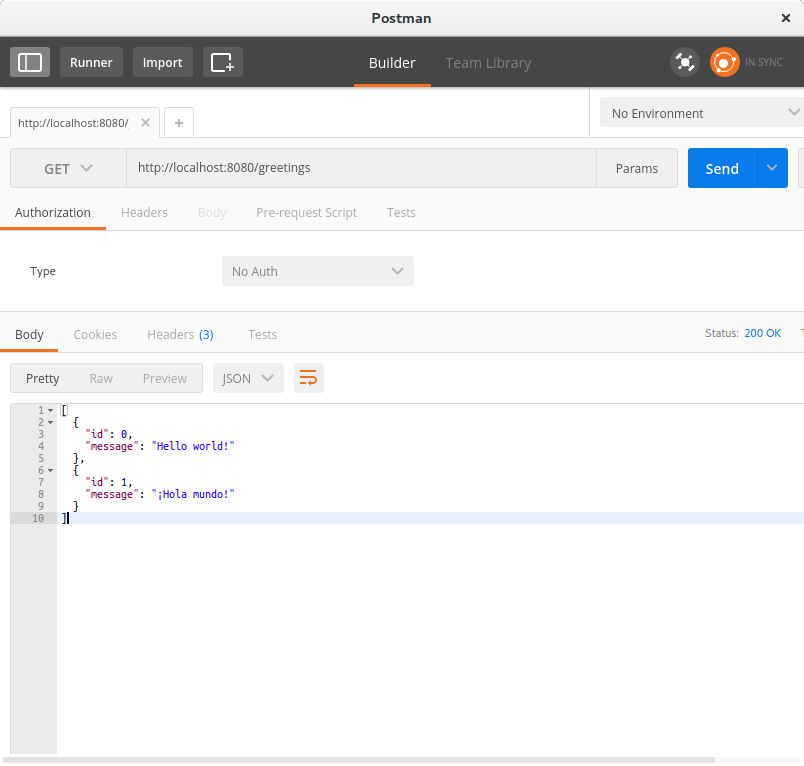 Postman
Runner Import Builder Team Library IN SYNC
http://localhost:8080/ No Environment
GET http://localhost:8080/greetings Params Send
Authorization Headers Body Pre-request Script Tests
Type No Auth
Body Cookies Headers (3) Tests Status: 200 OK
Pretty Raw Preview JSON
1 [
2 {
3 "id": 0,
4 "message": "Hello world!"
5 },
6 {
7 "id": 1,
8 "message": "¡Hola mundo!"
9 }
10 ]